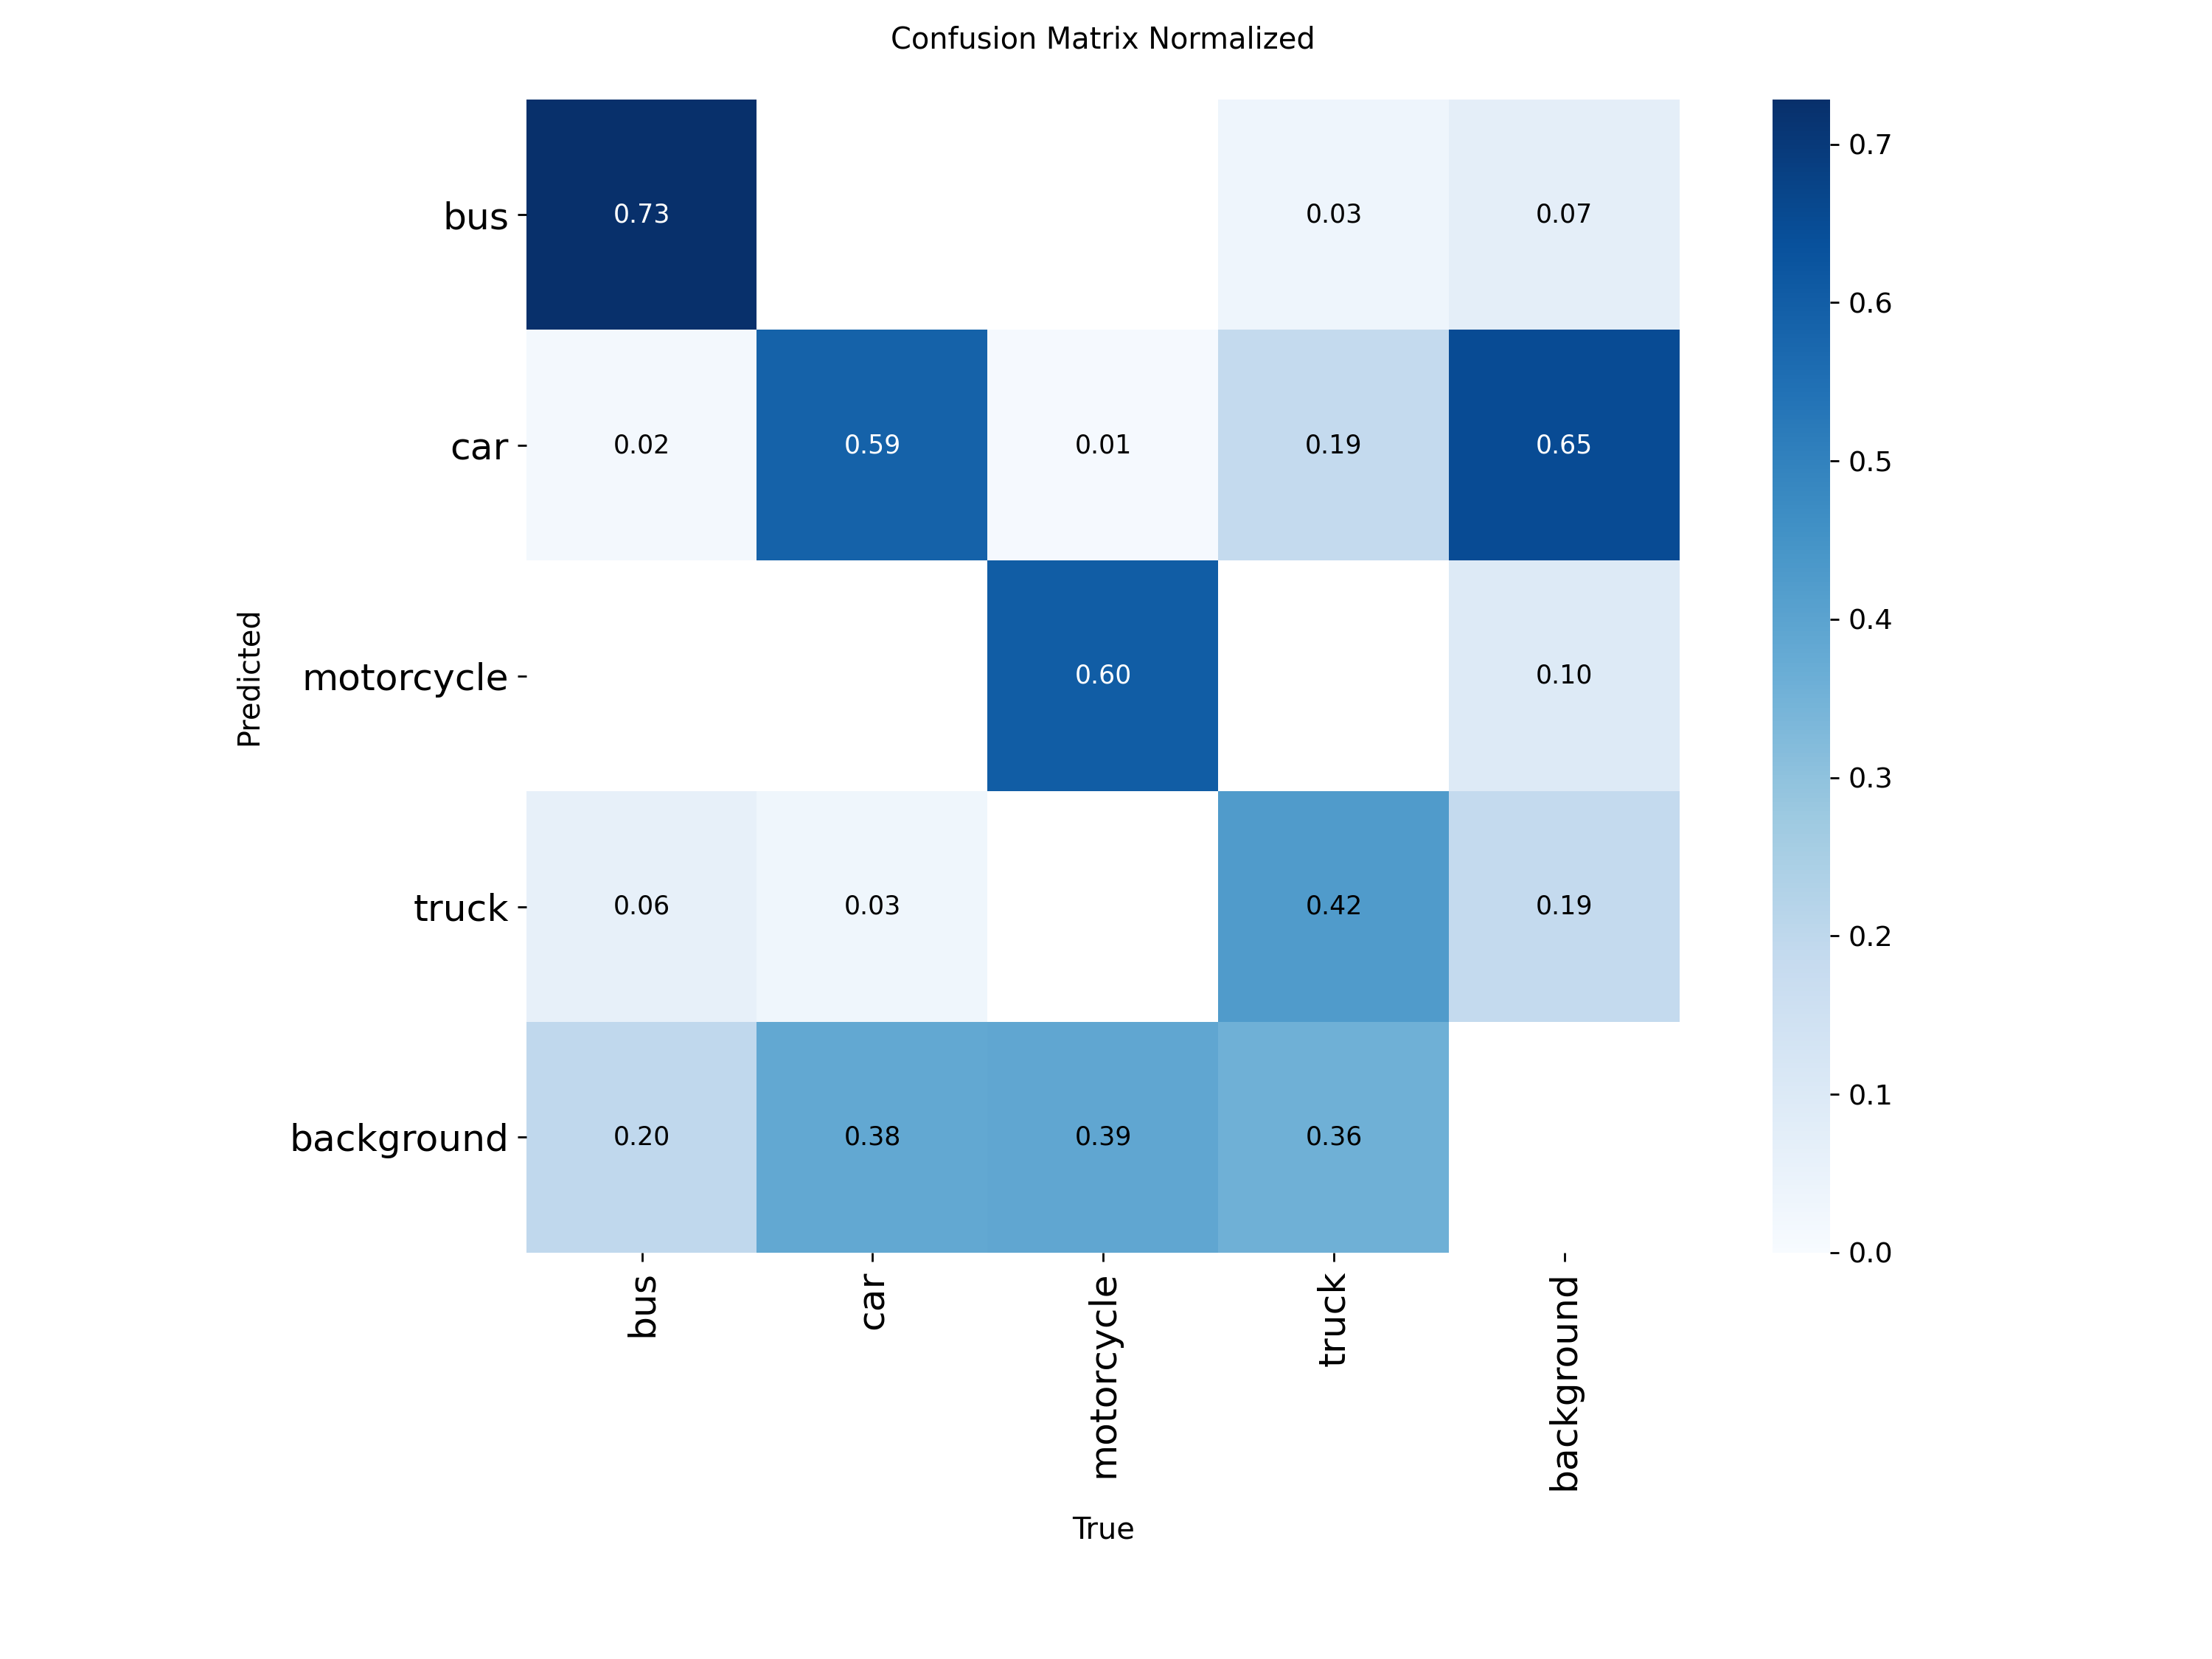 Confusion Matrix Normalized
bus
0.73
0.03
0.07
car
0.02
0.59
0.01
0.19
0.65
motorcycle
0.60
0.10
truck
0.06
0.03
0.42
0.19
background
0.20
0.38
0.39
0.36
Predicted
bus
car
motorcycle
truck
background
True
0.7
0.6
0.5
0.4
0.3
0.2
0.1
0.0